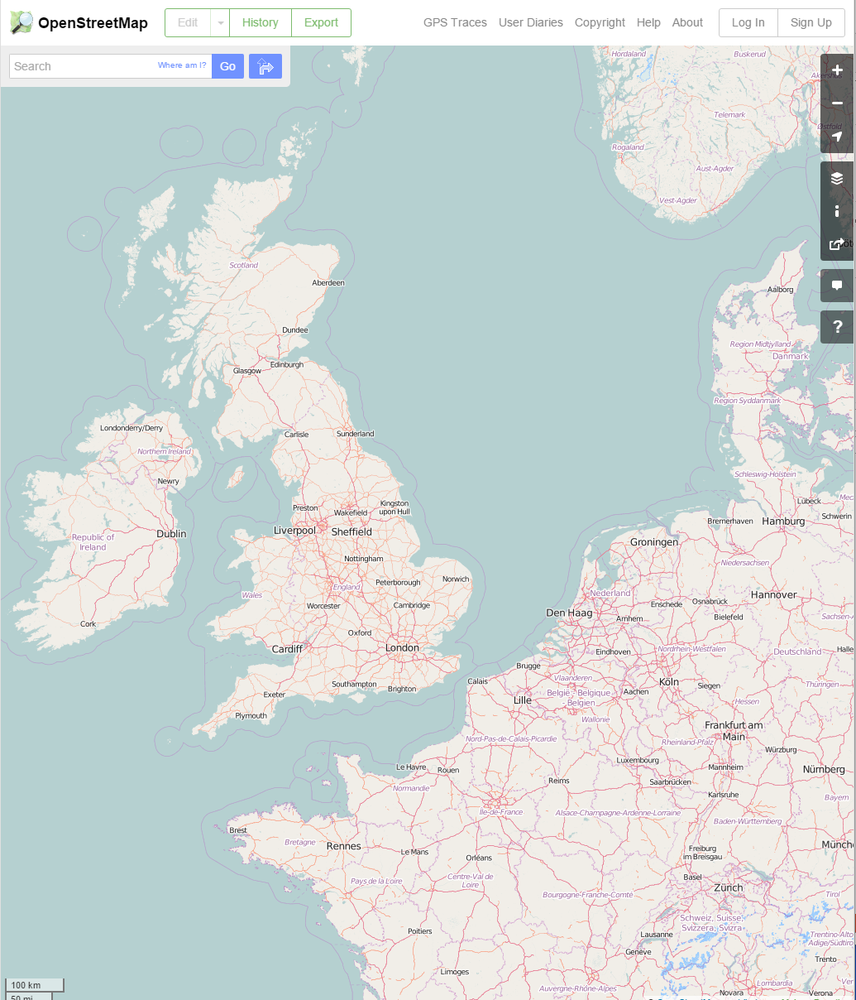 OpenStreetMap
Edit
History
Export
GPS Traces
User Diaries
Copyright
Help
About
Log In
Sign Up
Search
Where am I?
Go
Hordaland
Buskerud
Telemark
Østfold
Rogaland
Aust-Agder
Vest-Agder
Scotland
Aberdeen
Aalborg
Dundee
Region Midtjylland
Danmark
?
Edinburgh
Glasgow
Region Syddanmark
Londonderry/Derry
Carlisle
Sunderland
Northern Ireland
Newry
Schleswig-Holstein
Preston
Wakefield
Kingston
upon Hull
Lübeck
Schwerin
Bremerhaven
Hamburg
Liverpool
Sheffield
Dublin
Republic of
Ireland
Groningen
Nottingham
Niedersachsen
Peterborough
Norwich
England
Wales
Nederland
Hannover
Worcester
Cambridge
Enschede
Osnabrück
Den Haag
Arnhem
Bielefeld
Cork
Oxford
Cardiff
London
Eindhoven
Nordrhein-Westfalen
Deutschland
Halle
Brugge
Calais
Vlaanderen
Köln
Siegen
Thüringen
Southampton
Brighton
Exeter
België - Belgique
- Belgien
Aachen
Lille
Hessen
Plymouth
Wallonie
Frankfurt am
Main
Nord-Pas-de-Calais-Picardie
Rheinland-Pfalz
Würzburg
Luxembourg
Mannheim
Le Havre
Rouen
Nürnberg
Reims
Saarbrücken
Normandie
Karlsruhe
Bayern
Île-de-France
Alsace-Champagne-Ardenne-Lorraine
Baden-Württemberg
Brest
Bretagne
Rennes
Le Mans
Orléans
Freiburg
im Breisgau
Münch
Pays de la Loire
Centre-Val de
Loire
Basel
Zürich
Bourgogne-Franche-Comté
Tirol
Schweiz, Suisse,
Svizzera, Svizra
Poitiers
Lausanne
Trentino-Alto
Adige/Südtirol
Genève
Trento
Limoges
Lombardia
Auvergne-Rhône-Alpes
Novara
Verona
100 km
50 mi